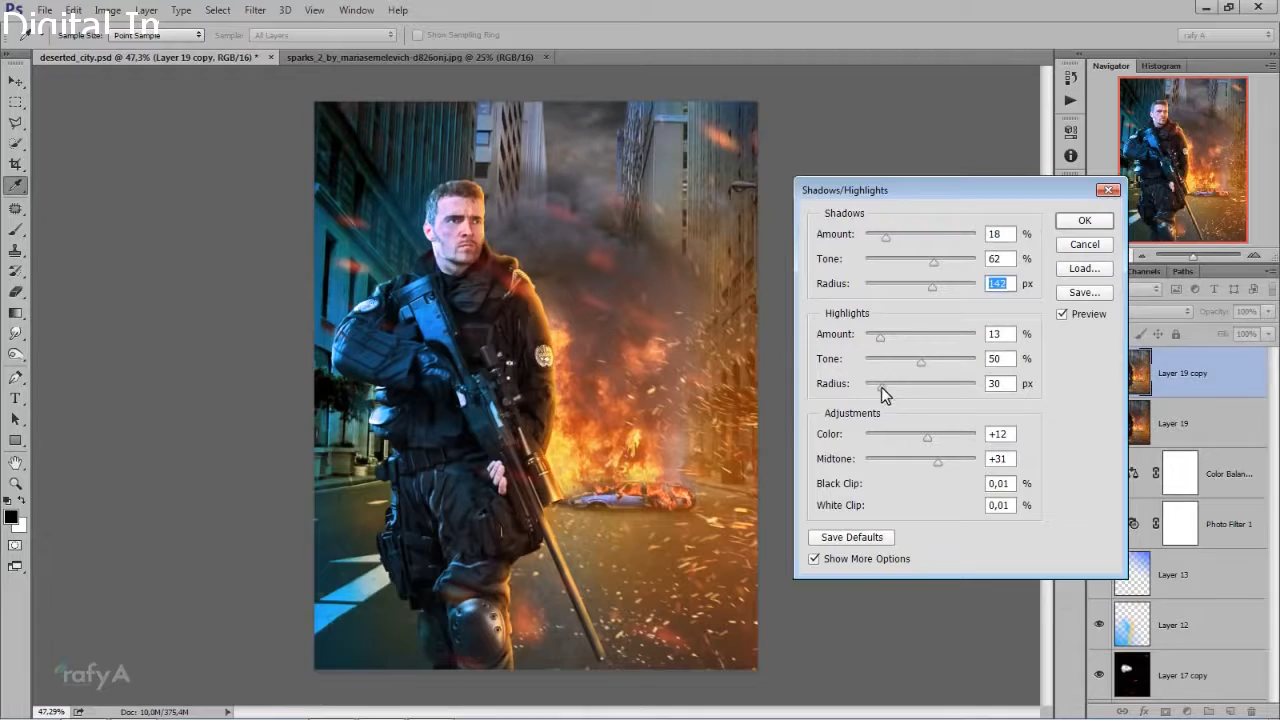 Ps File Edit Image Layer Type Select Filter 3D View Window Help
Digital In
Sample Size: Point Sample Sample: All Layers Show Sampling Ring rafy A
deserted_city.psd @ 47,3% (Layer 19 copy, RGB/16) * × sparks_2_by_mariasemelevich-d826onj.jpg @ 25% (RGB/16) ×
Navigator Histogram
Shadows/Highlights
Shadows
Amount: 18 % OK
Tone: 62 % Cancel
Radius: 142 px Load...
Save...
Highlights Preview
Amount: 13 %
Tone: 50 %
Radius: 30 px
Adjustments
Color: +12
Midtone: +31
Black Clip: 0,01 %
White Clip: 0,01 %
Save Defaults
Show More Options
Channels Paths
Opacity: 100%
Fill: 100%
Layer 19 copy
Layer 19
Color Balan...
Photo Filter 1
Layer 13
Layer 12
Layer 17 copy
rafyA
47,29% Doc: 10,0M/375,4M